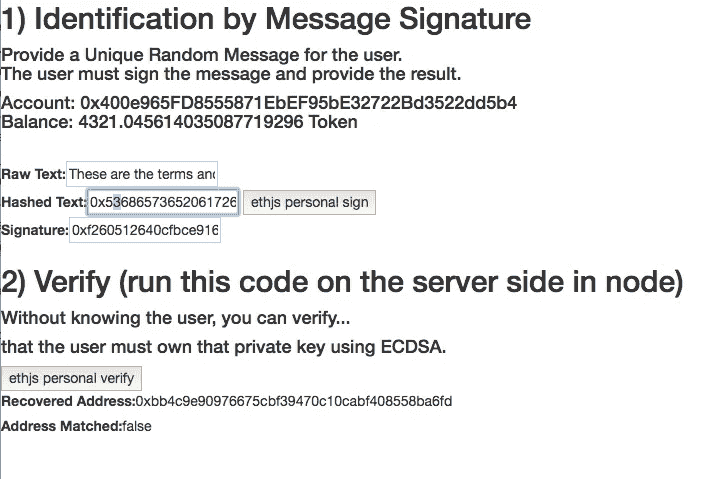 1) Identification by Message Signature
Provide a Unique Random Message for the user.
The user must sign the message and provide the result.
Account: 0x400e965FD8555871EbEF95bE32722Bd3522dd5b4
Balance: 4321.045614035087719296 Token
Raw Text: These are the terms and
Hashed Text: 0x53686573652061726 ethjs personal sign
Signature: 0xf260512640cfbce916
2) Verify (run this code on the server side in node)
Without knowing the user, you can verify...
that the user must own that private key using ECDSA.
ethjs personal verify
Recovered Address:0xbb4c9e90976675cbf39470c10cabf408558ba6fd
Address Matched:false